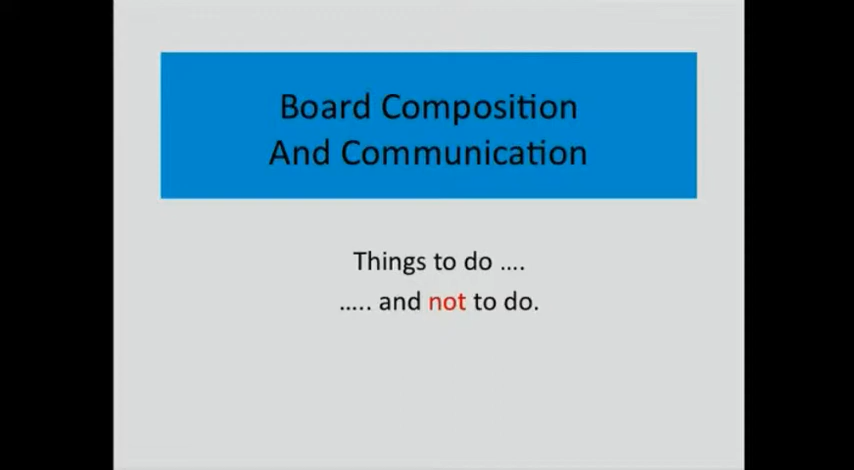 Board Composition
And Communication
Things to do ....
..... and not to do.